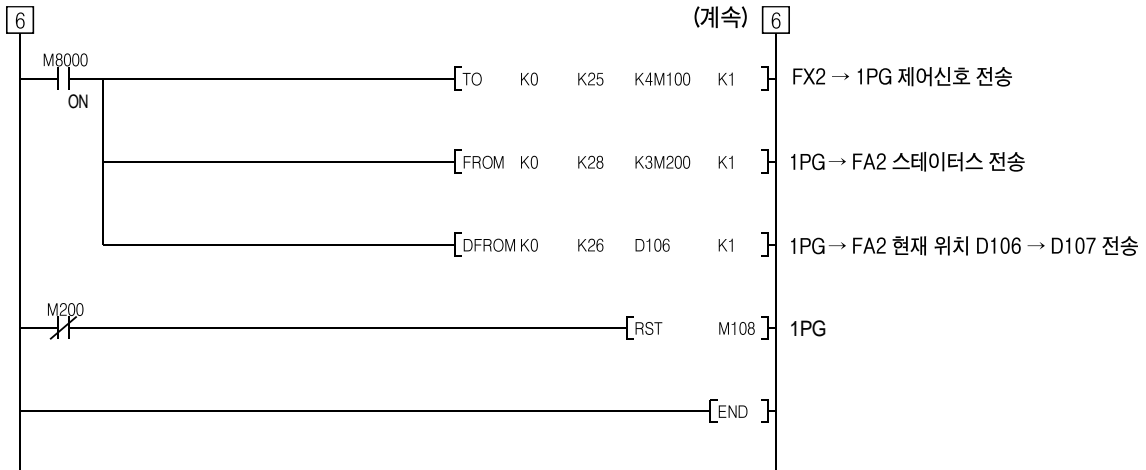 6 (계속) 6
M8000
ON
TO K0 K25 K4M100 K1 FX2 → 1PG 제어신호 전송
FROM K0 K28 K3M200 K1 1PG → FA2 스테이터스 전송
DFROM K0 K26 D106 K1 1PG → FA2 현재 위치 D106 → D107 전송
M200
RST M108 1PG
END